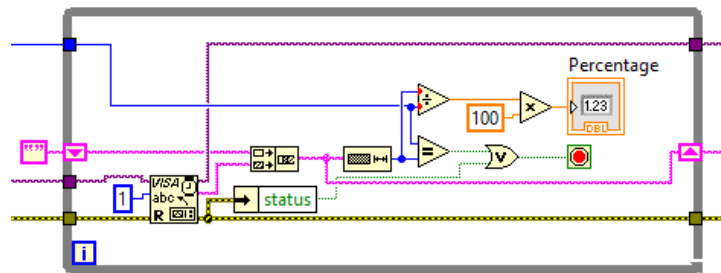 Percentage
÷
100
x
1.23
DBL
""
=
V
VISA
abc
1
R
status
i